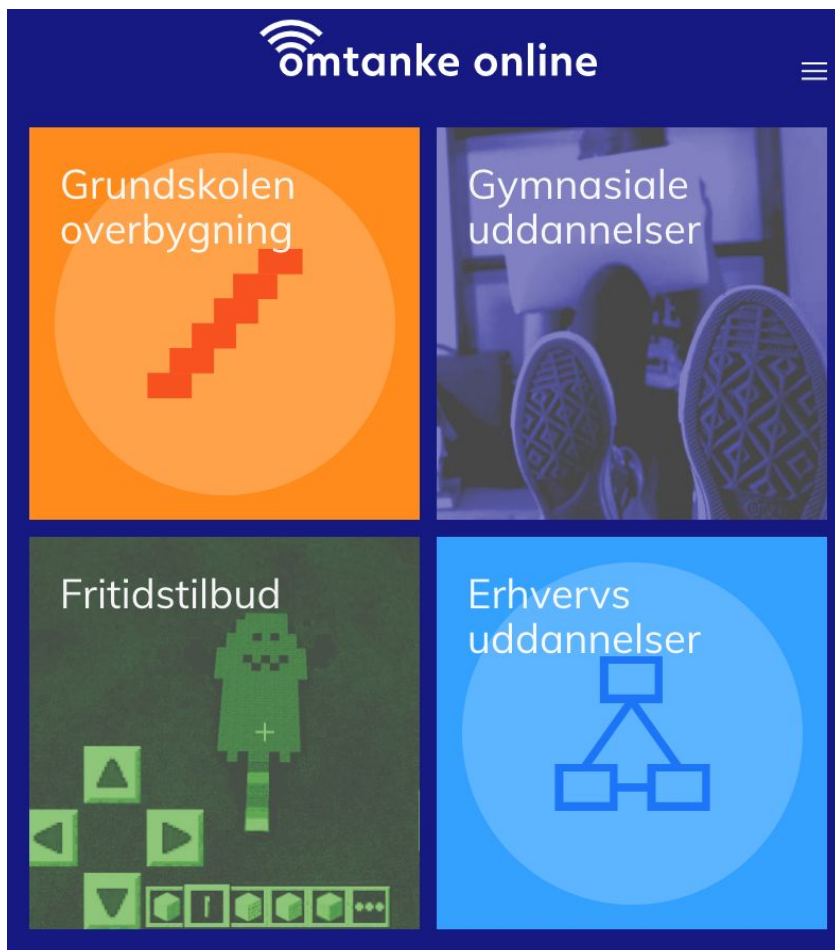 omtanke online
Grundskolen
overbygning
Gymnasiale
uddannelser
Fritidstilbud
Erhvervs
uddannelser